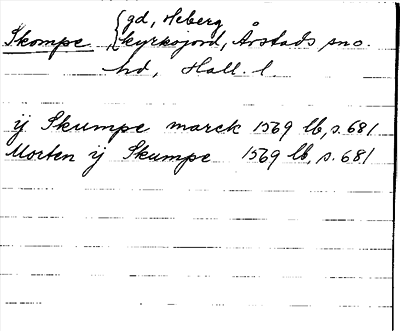 gd, Heberg
Skompe kyrkojord, Årstads sno.
hd, Hall. l.
ij Skumpe marck 1569 lb, s. 681
Morten ij Skumpe 1569 lb, s. 681